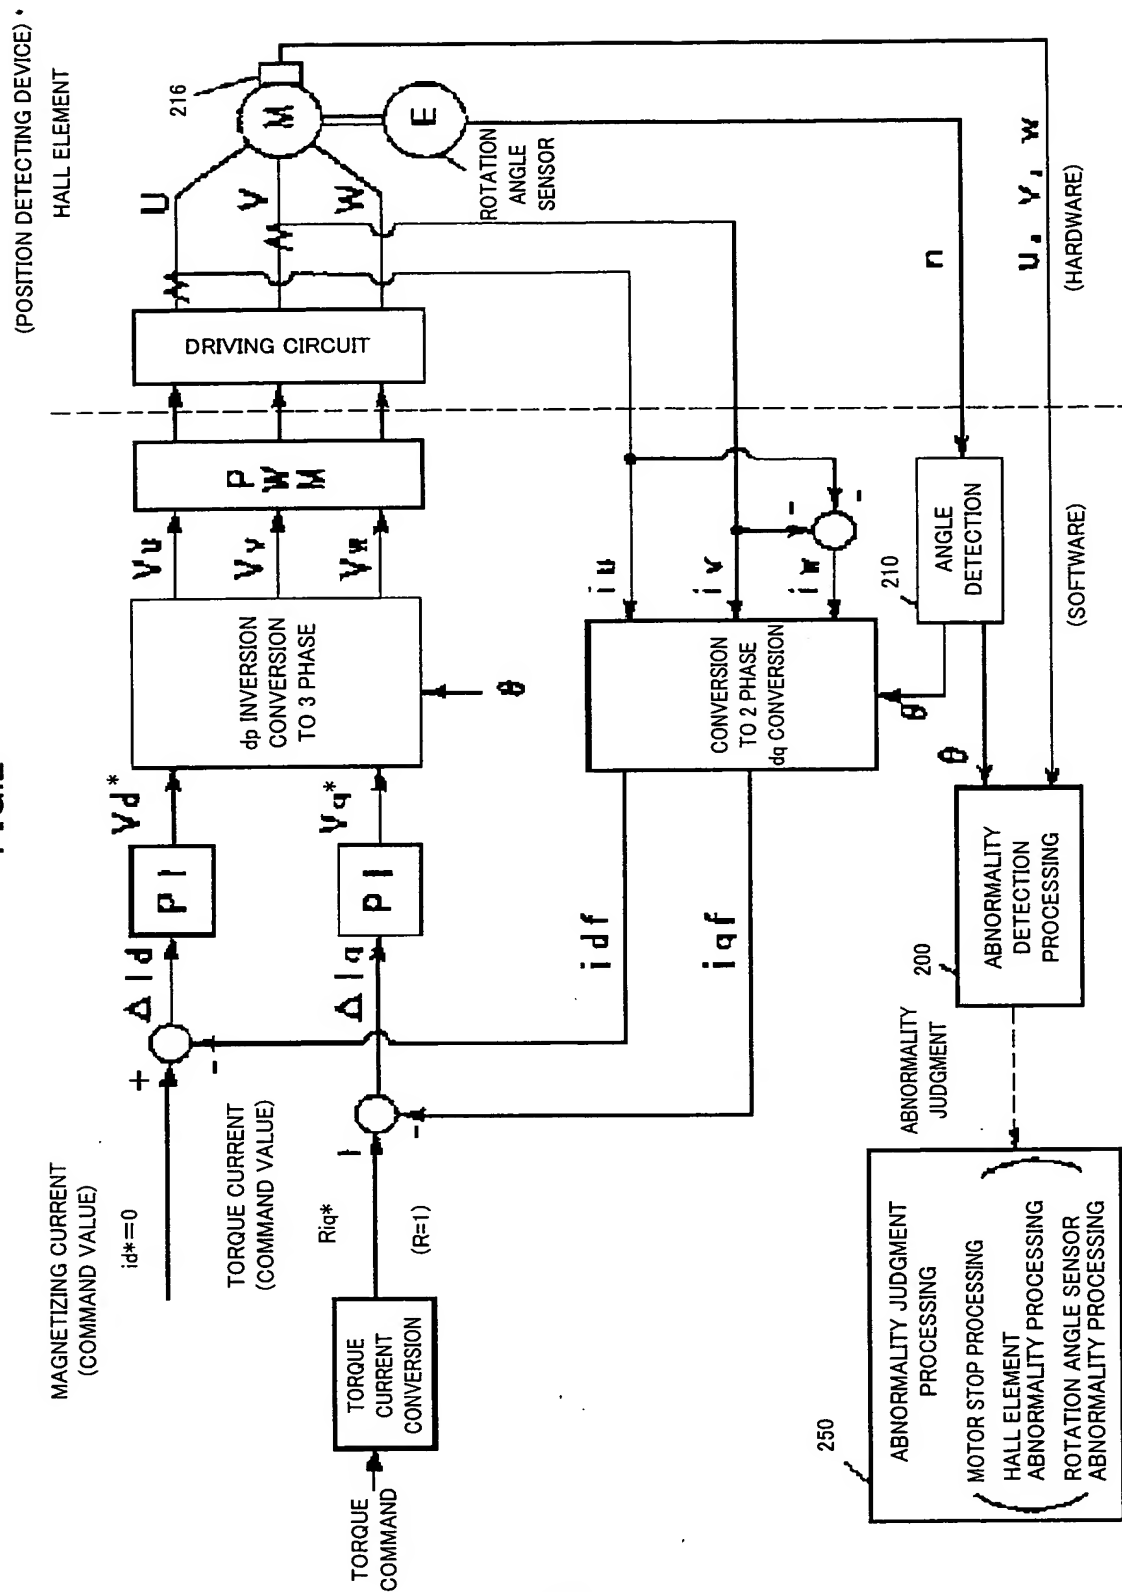 (POSITION DETECTING DEVICE)
HALL ELEMENT
216
M
E
ROTATION
ANGLE
SENSOR
U
V
W
DRIVING CIRCUIT
n
u, v, w
(HARDWARE)
(SOFTWARE)
PWM
Vu
Vv
Vw
dp INVERSION
CONVERSION
TO 3 PHASE
θ
iu
iv
iw
-
-
CONVERSION
TO 2 PHASE
dq CONVERSION
θ
210
ANGLE
DETECTION
θ
Vd*
Vq*
PI
PI
ΔId
ΔIq
idf
iqf
+
-
-
200
ABNORMALITY
DETECTION
PROCESSING
ABNORMALITY
JUDGMENT
MAGNETIZING CURRENT
(COMMAND VALUE)
id*=0
TORQUE CURRENT
(COMMAND VALUE)
Riq*
(R=1)
TORQUE
CURRENT
CONVERSION
TORQUE
COMMAND
250
ABNORMALITY JUDGMENT
PROCESSING
MOTOR STOP PROCESSING
HALL ELEMENT
ABNORMALITY PROCESSING
ROTATION ANGLE SENSOR
ABNORMALITY PROCESSING